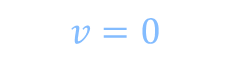 v = 0